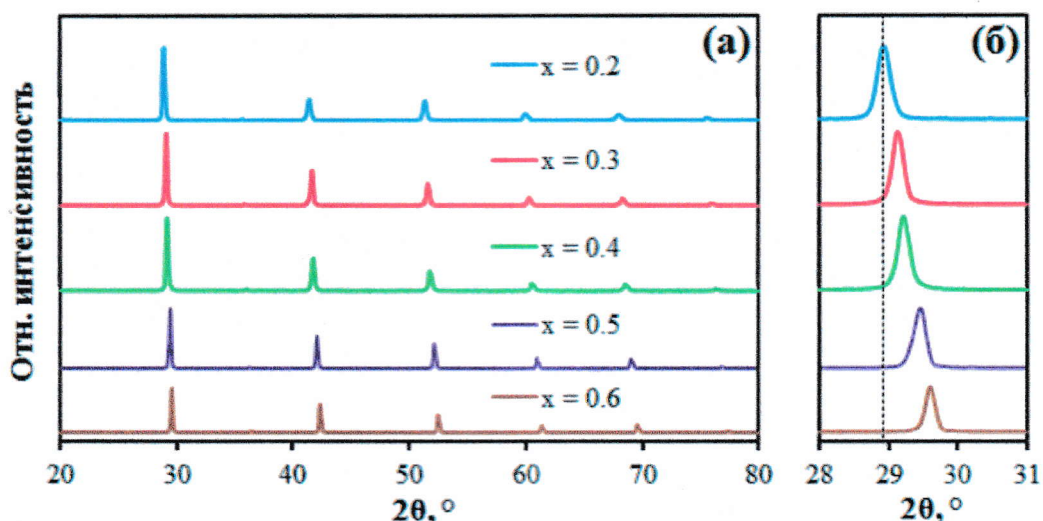 (а)
(б)
x = 0.2
x = 0.3
x = 0.4
x = 0.5
x = 0.6
Отн. интенсивность
20 30 40 50 60 70 80
28 29 30 31
2θ, °
2θ, °